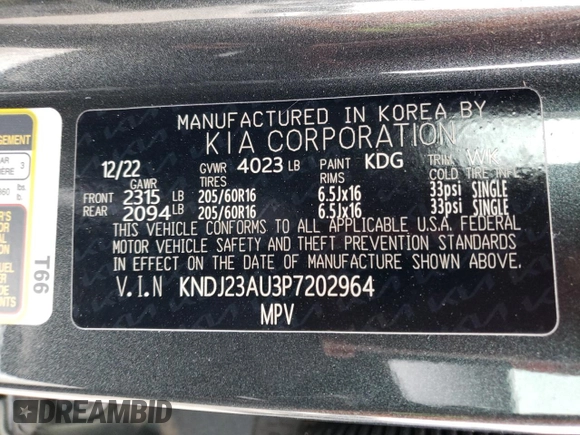 MANUFACTURED IN KOREA BY
KIA CORPORATION
12/22 GVWR 4023 LB PAINT KDG TRIM WK
GAWR TIRES RIMS COLD TIRE INFL
FRONT 2315 LB 205/60R16 6.5Jx16 33psi SINGLE
REAR 2094 LB 205/60R16 6.5Jx16 33psi SINGLE
THIS VEHICLE CONFORMS TO ALL APPLICABLE U.S.A. FEDERAL
MOTOR VEHICLE SAFETY AND THEFT PREVENTION STANDARDS
IN EFFECT ON THE DATE OF MANUFACTURE SHOWN ABOVE.
V.I.N KNDJ23AU3P7202964
MPV
T66
3
lbs.
DREAMBID